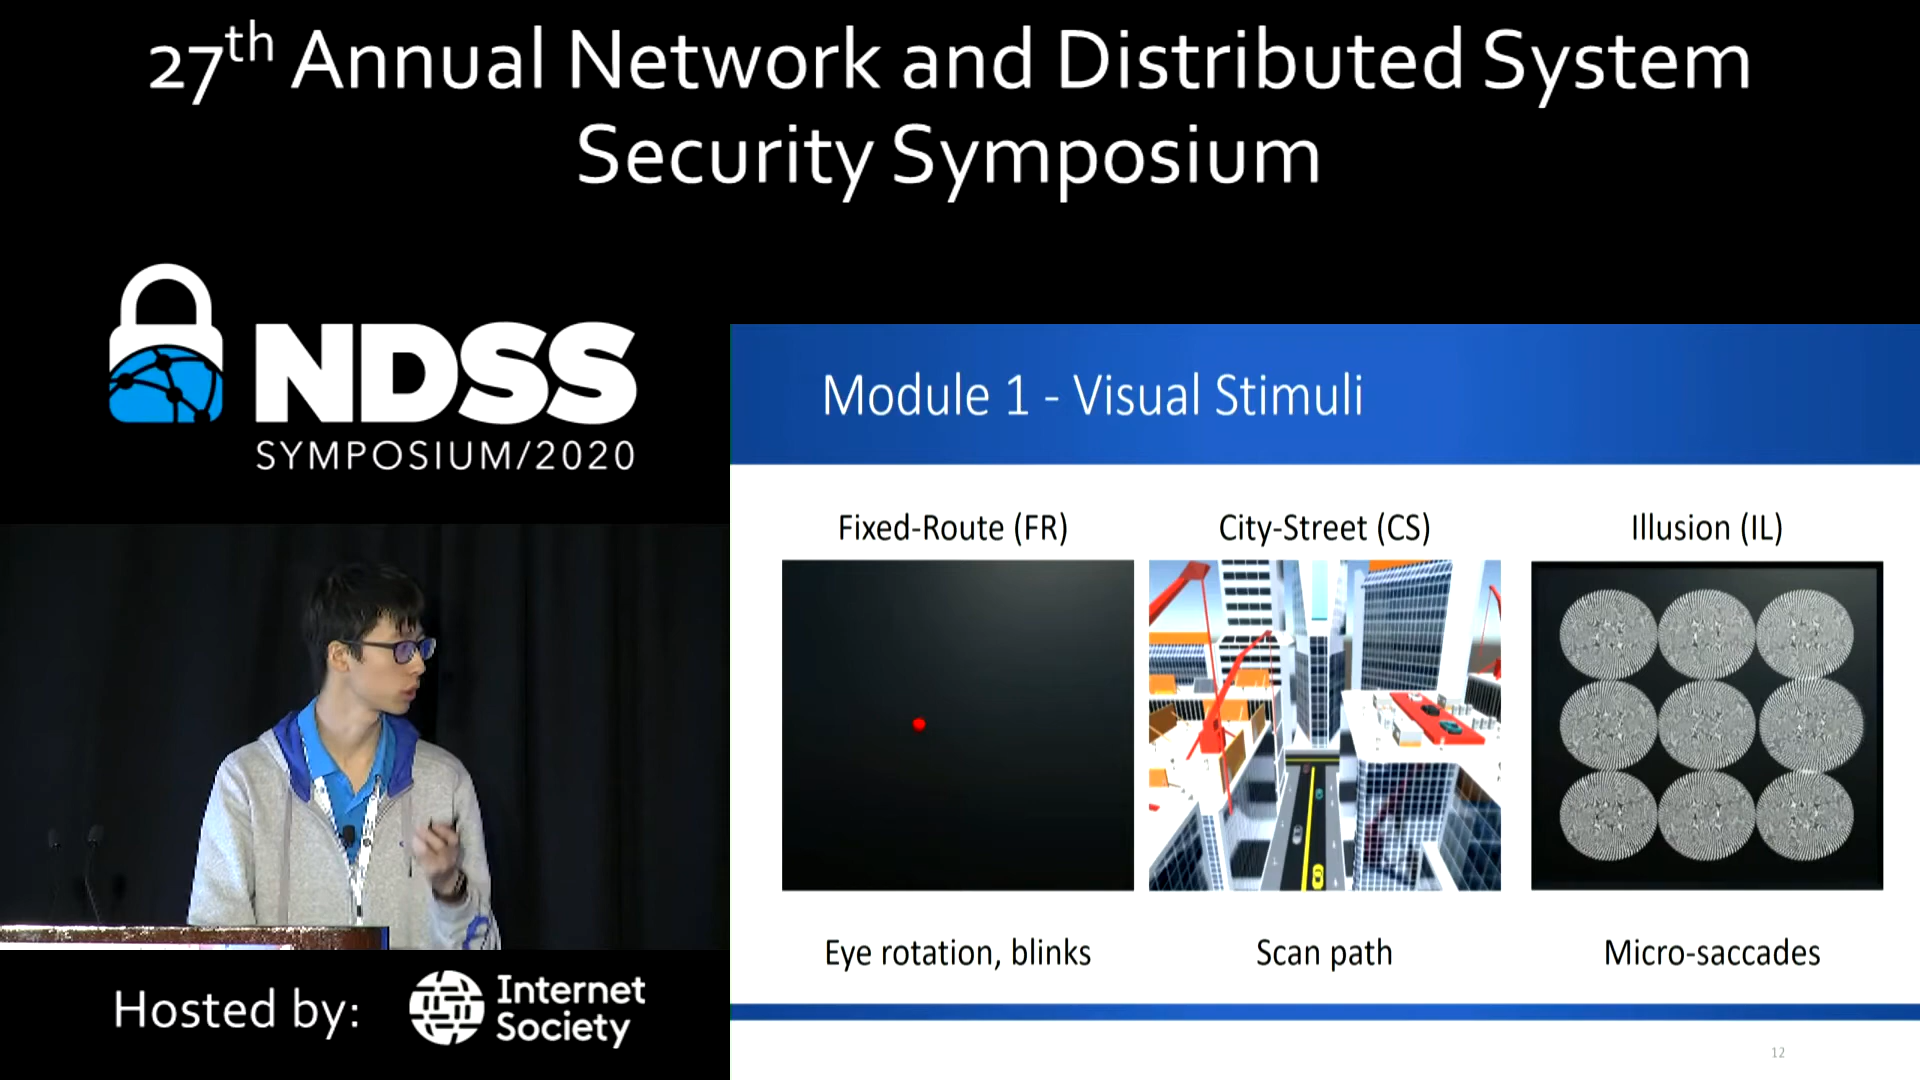 27th Annual Network and Distributed System
Security Symposium
NDSS
SYMPOSIUM/2020
Module 1 - Visual Stimuli
Fixed-Route (FR)
City-Street (CS)
Illusion (IL)
Eye rotation, blinks
Scan path
Micro-saccades
Hosted by:
Internet
Society
12